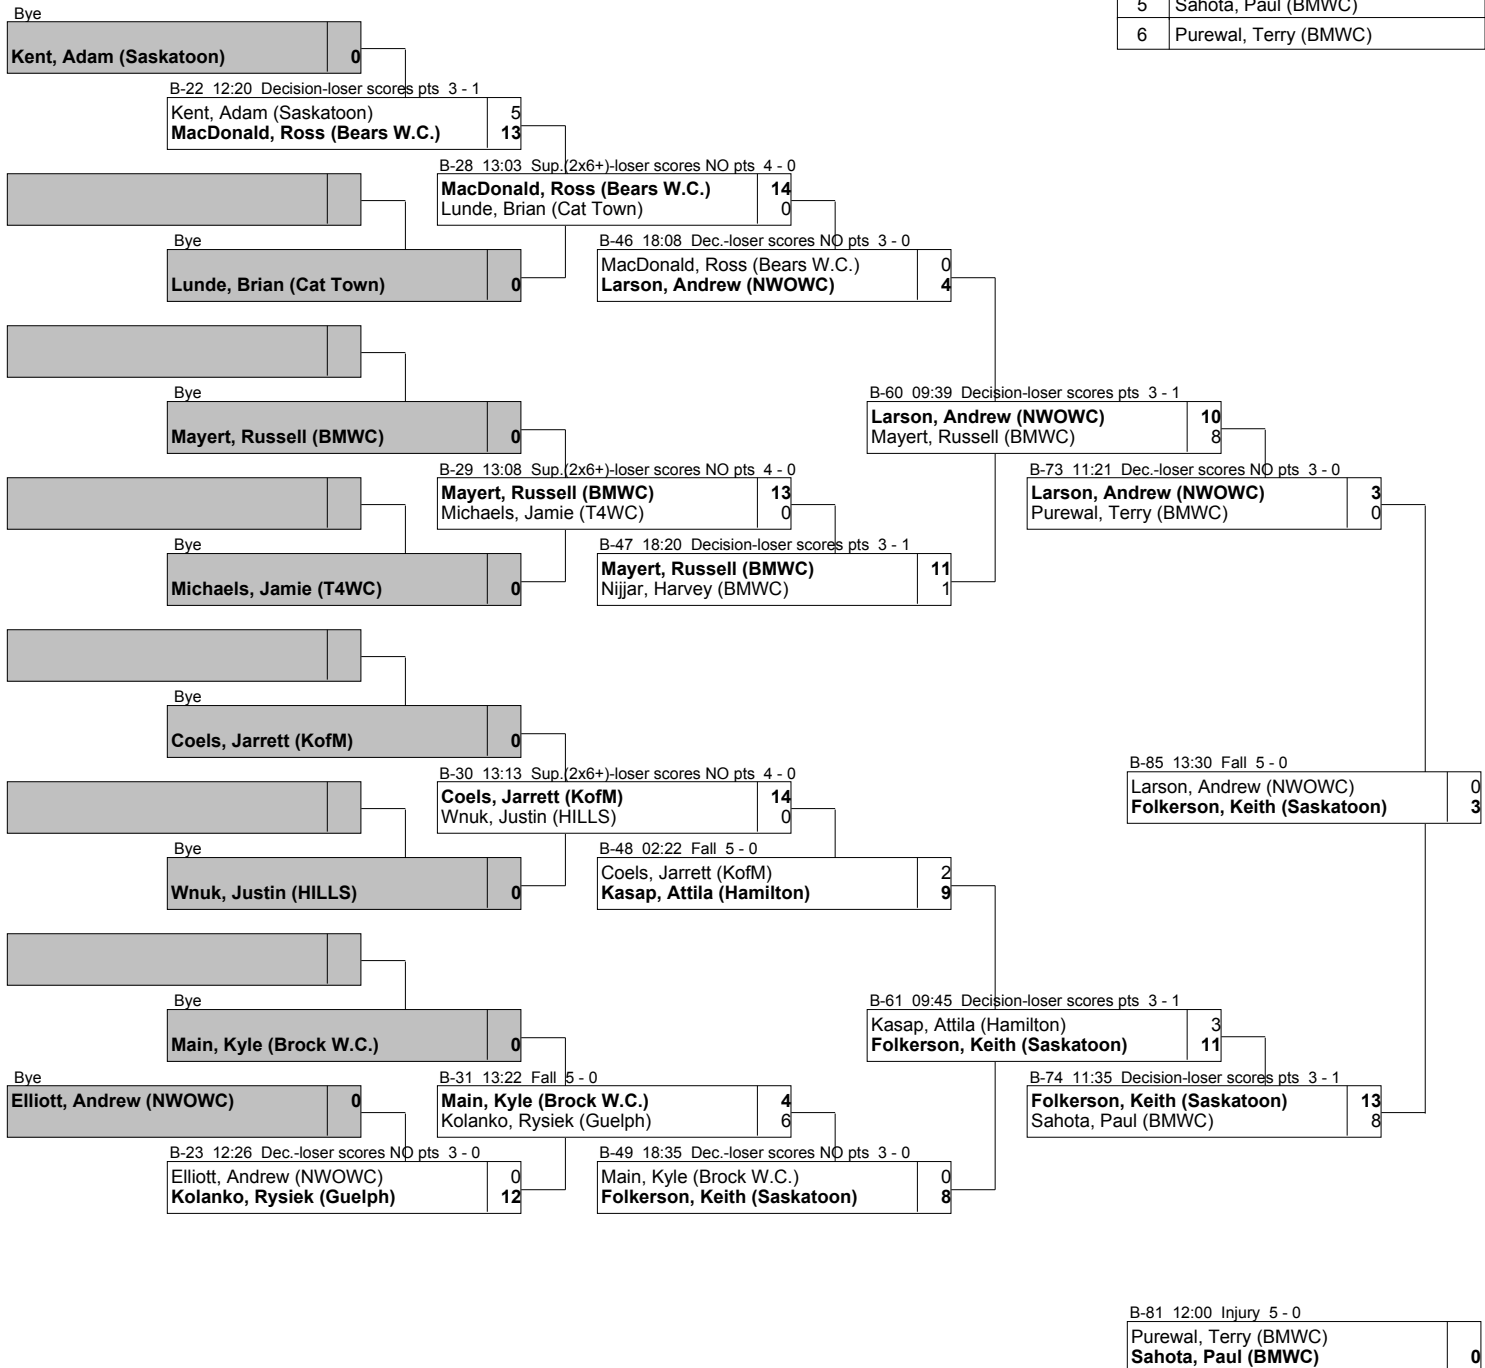 5 Sahota, Paul (BMWC)
6 Purewal, Terry (BMWC)
Bye
Kent, Adam (Saskatoon) 0
B-22 12:20 Decision-loser scores pts 3 - 1
Kent, Adam (Saskatoon) 5
MacDonald, Ross (Bears W.C.) 13
B-28 13:03 Sup.(2x6+)-loser scores NO pts 4 - 0
MacDonald, Ross (Bears W.C.) 14
Lunde, Brian (Cat Town) 0
Bye
Lunde, Brian (Cat Town) 0
B-46 18:08 Dec.-loser scores NO pts 3 - 0
MacDonald, Ross (Bears W.C.) 0
Larson, Andrew (NWOWC) 4
Bye
Mayert, Russell (BMWC) 0
B-60 09:39 Decision-loser scores pts 3 - 1
Larson, Andrew (NWOWC) 10
Mayert, Russell (BMWC) 8
B-29 13:08 Sup.(2x6+)-loser scores NO pts 4 - 0
Mayert, Russell (BMWC) 13
Michaels, Jamie (T4WC) 0
B-73 11:21 Dec.-loser scores NO pts 3 - 0
Larson, Andrew (NWOWC) 3
Purewal, Terry (BMWC) 0
Bye
Michaels, Jamie (T4WC) 0
B-47 18:20 Decision-loser scores pts 3 - 1
Mayert, Russell (BMWC) 11
Nijjar, Harvey (BMWC) 1
Bye
Coels, Jarrett (KofM) 0
B-30 13:13 Sup.(2x6+)-loser scores NO pts 4 - 0
Coels, Jarrett (KofM) 14
Wnuk, Justin (HILLS) 0
B-85 13:30 Fall 5 - 0
Larson, Andrew (NWOWC) 0
Folkerson, Keith (Saskatoon) 3
Bye
Wnuk, Justin (HILLS) 0
B-48 02:22 Fall 5 - 0
Coels, Jarrett (KofM) 2
Kasap, Attila (Hamilton) 9
Bye
Main, Kyle (Brock W.C.) 0
B-61 09:45 Decision-loser scores pts 3 - 1
Kasap, Attila (Hamilton) 3
Folkerson, Keith (Saskatoon) 11
Bye
Elliott, Andrew (NWOWC) 0
B-31 13:22 Fall 5 - 0
Main, Kyle (Brock W.C.) 4
Kolanko, Rysiek (Guelph) 6
B-74 11:35 Decision-loser scores pts 3 - 1
Folkerson, Keith (Saskatoon) 13
Sahota, Paul (BMWC) 8
B-23 12:26 Dec.-loser scores NO pts 3 - 0
Elliott, Andrew (NWOWC) 0
Kolanko, Rysiek (Guelph) 12
B-49 18:35 Dec.-loser scores NO pts 3 - 0
Main, Kyle (Brock W.C.) 0
Folkerson, Keith (Saskatoon) 8
B-81 12:00 Injury 5 - 0
Purewal, Terry (BMWC)
Sahota, Paul (BMWC) 0